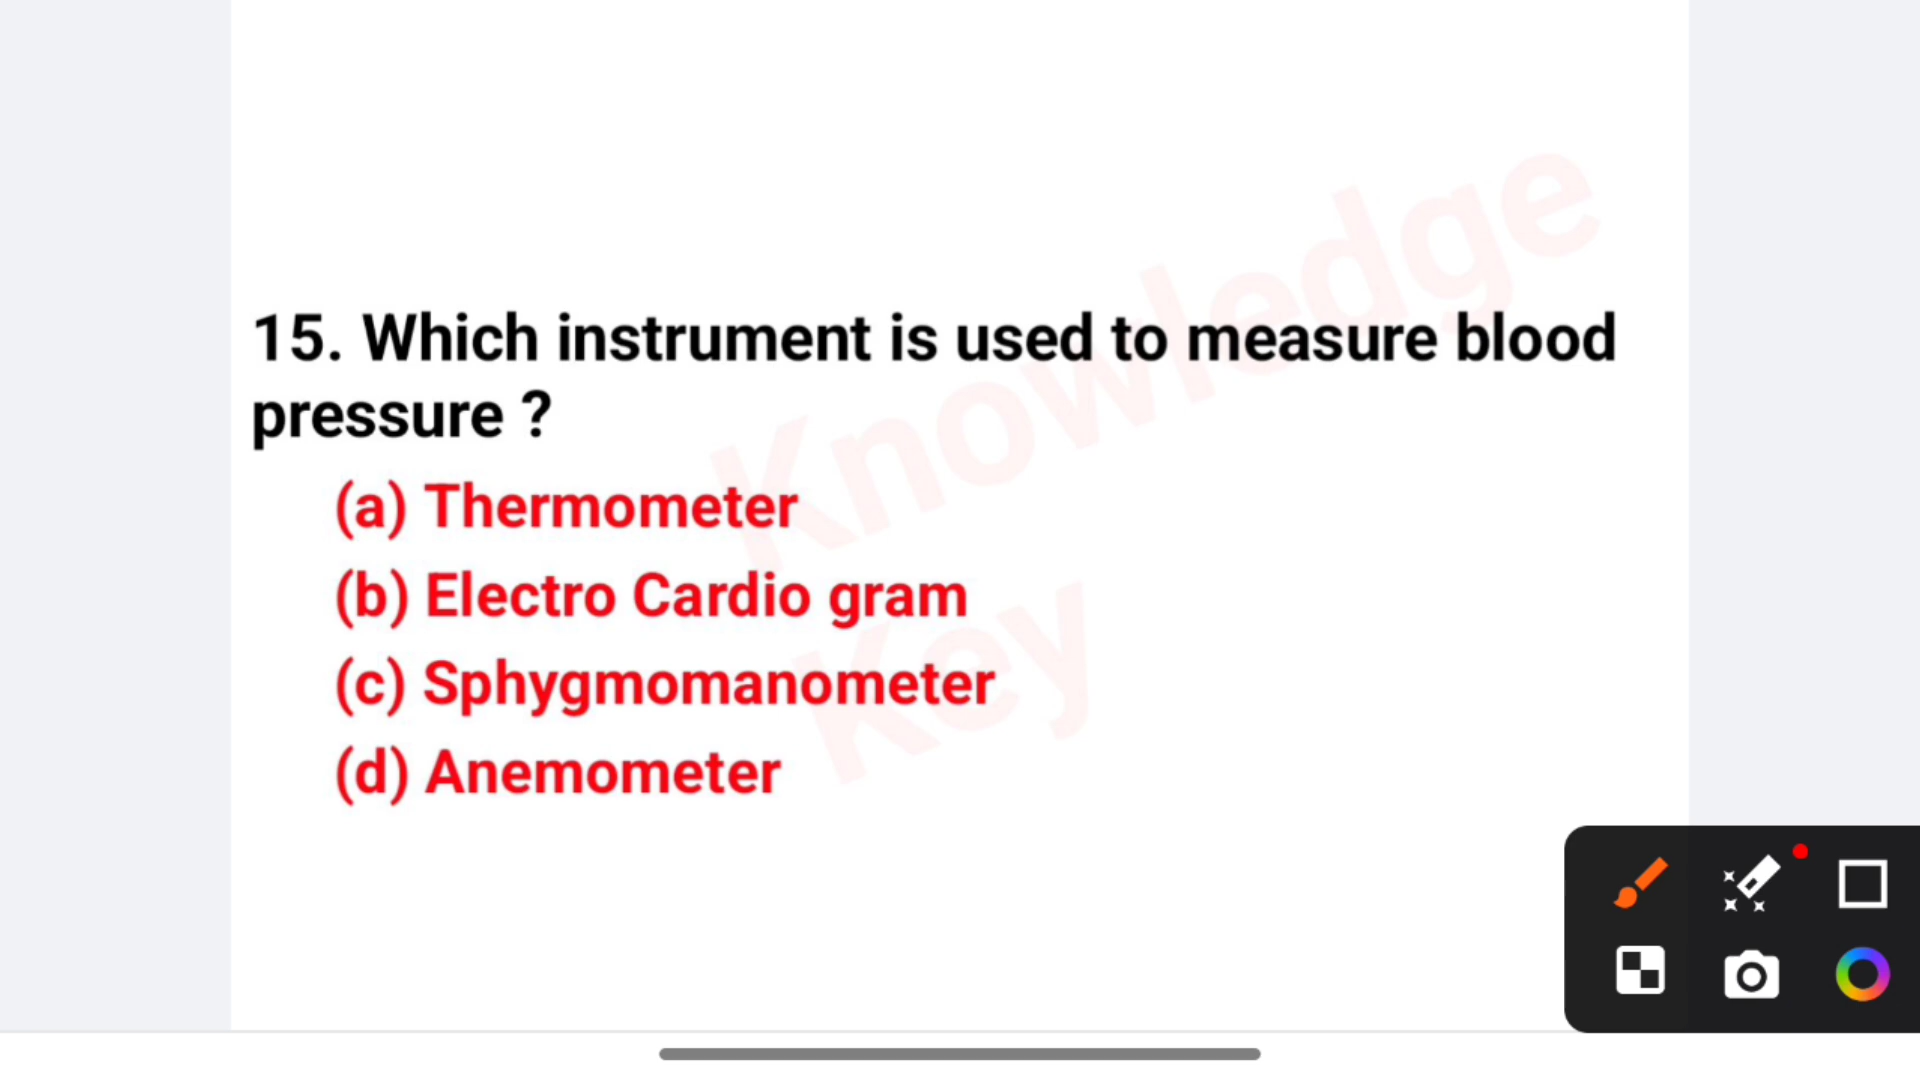 15. Which instrument is used to measure blood
pressure ?
(a) Thermometer
(b) Electro Cardio gram
(c) Sphygmomanometer
(d) Anemometer
Knowledge
Key